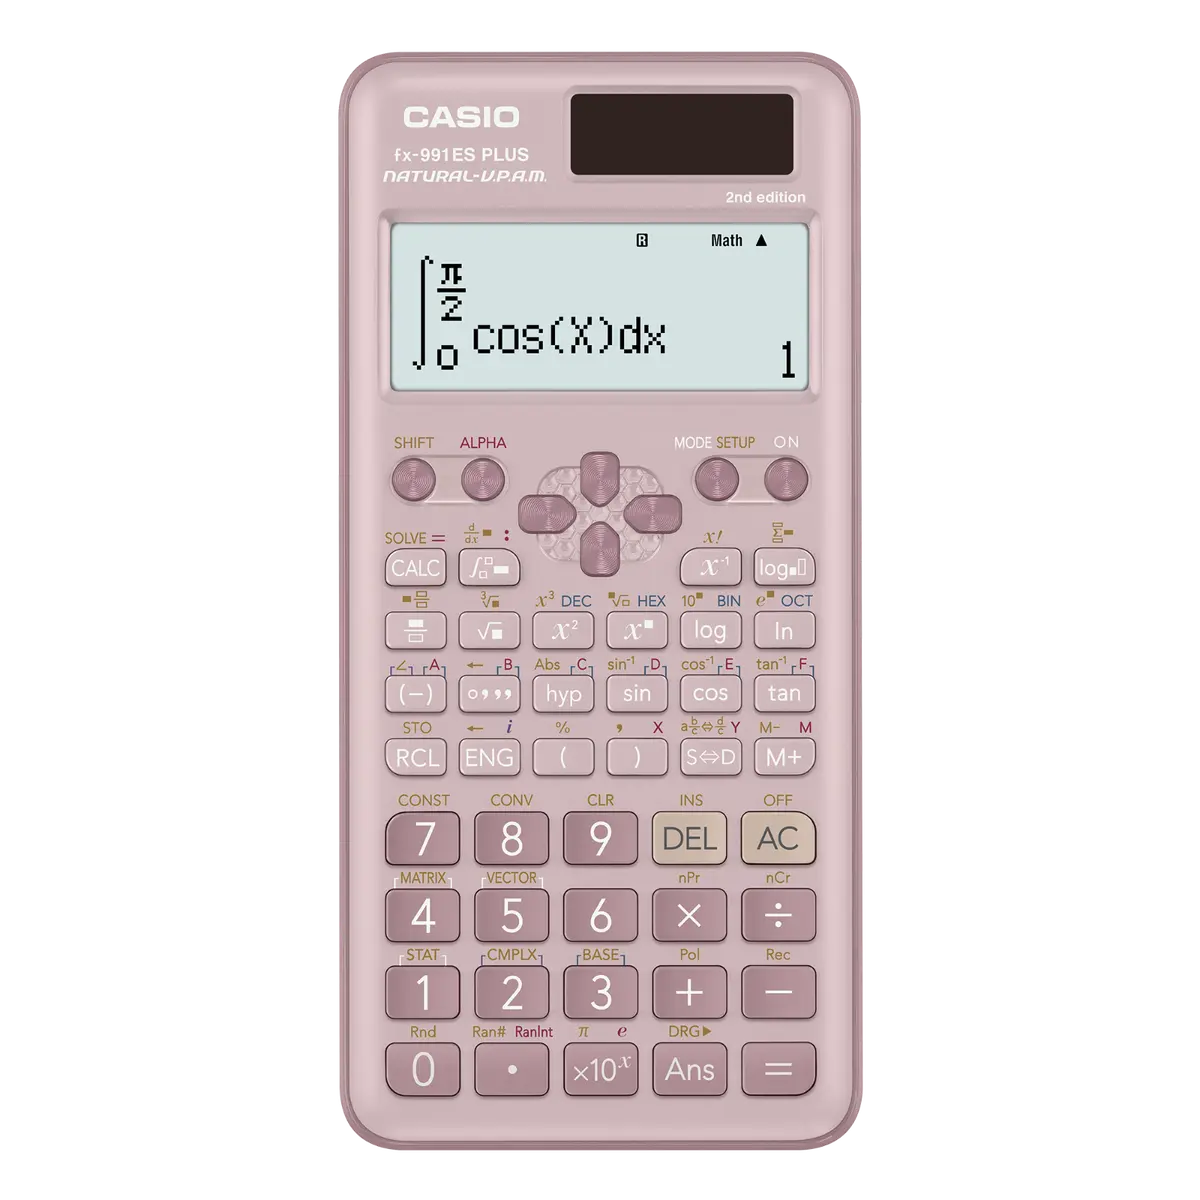 CASIO
fx-991ES PLUS
NATURAL-V.P.A.M.
2nd edition
R Math ▲
∫ π/2 0 cos(X)dx
1
SHIFT ALPHA MODE SETUP ON
SOLVE = d/dx ■ : x! Σ■
CALC ∫■ x⁻¹ log■▯
■▯/▯ ³√■ x³ DEC ■√▯ HEX 10■ BIN e■ OCT
■/▯ √■ x² x■ log ln
∠ A ← B Abs C sin⁻¹ D cos⁻¹ E tan⁻¹ F
(−) ° ’ ’’ hyp sin cos tan
STO ← i % , X a b/c⇔d/c Y M− M
RCL ENG ( ) S⇔D M+
CONST CONV CLR INS OFF
7 8 9 DEL AC
MATRIX VECTOR nPr nCr
4 5 6 × ÷
STAT CMPLX BASE Pol Rec
1 2 3 + −
Rnd Ran# RanInt π e DRG▶
0 • ×10ˣ Ans =